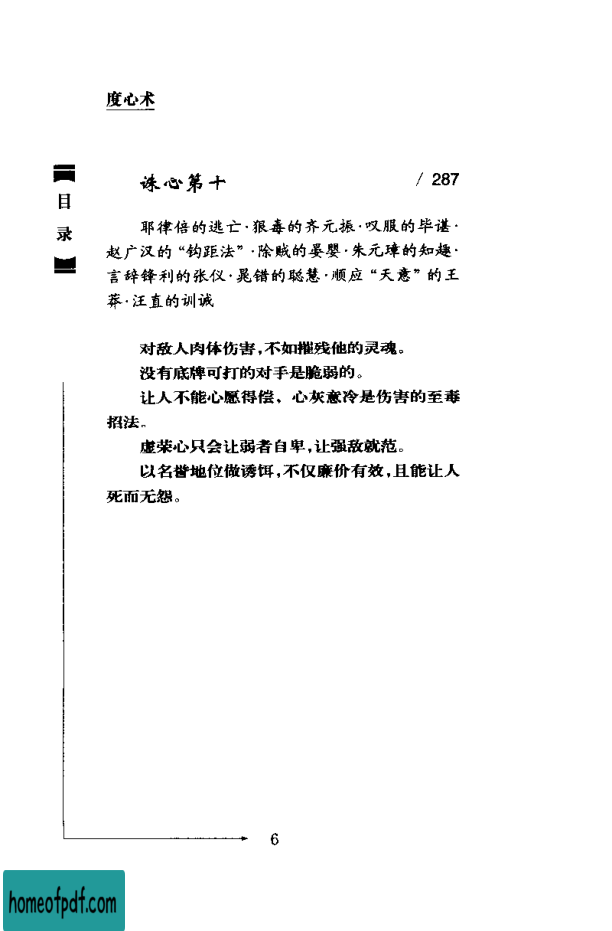 度心术
目录
诛心第十 / 287
耶律倍的逃亡·狠毒的齐元振·叹服的毕谌·
赵广汉的“钩距法”·除贼的晏婴·朱元璋的知趣·
言辞锋利的张仪·晁错的聪慧·顺应“天意”的王
莽·汪直的训诫
对敌人肉体伤害,不如摧残他的灵魂。
没有底牌可打的对手是脆弱的。
让人不能心愿得偿、心灰意冷是伤害的至毒
招法。
虚荣心只会让弱者自卑,让强敌就范。
以名誉地位做诱饵,不仅廉价有效,且能让人
死而无怨。
6
homeofpdf.com